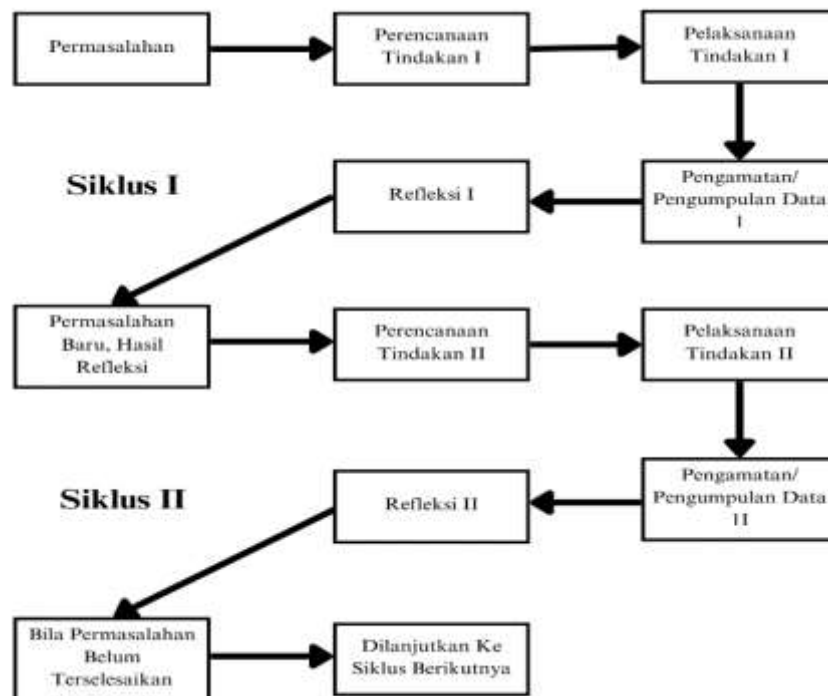 Permasalahan
Perencanaan
Tindakan I
Pelaksanaan
Tindakan I
Siklus I
Refleksi I
Pengamatan/
Pengumpulan Data
I
Permasalahan
Baru, Hasil
Refleksi
Perencanaan
Tindakan II
Pelaksanaan
Tindakan II
Siklus II
Refleksi II
Pengamatan/
Pengumpulan Data
II
Bila Permasalahan
Belum
Terselesaikan
Dilanjutkan Ke
Siklus Berikutnya